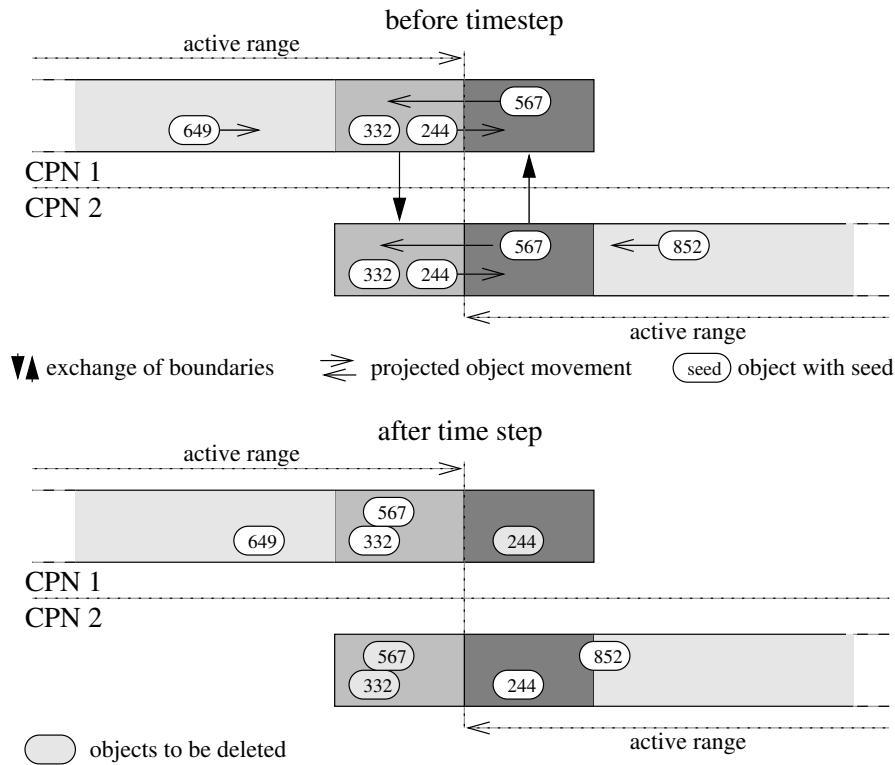 before timestep
active range
567
649
332
244
CPN 1
CPN 2
567
852
332
244
active range
exchange of boundaries
projected object movement
seed
object with seed
after time step
active range
567
649
332
244
CPN 1
CPN 2
567
852
332
244
active range
objects to be deleted